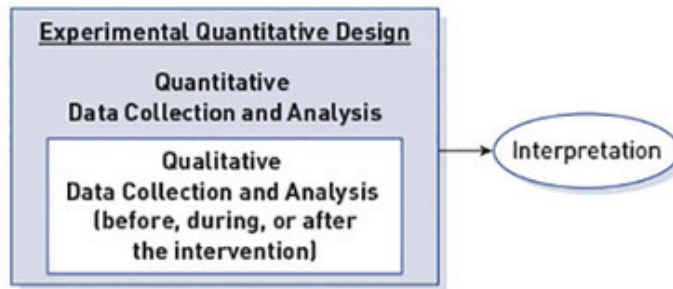 Experimental Quantitative Design
Quantitative
Data Collection and Analysis
Qualitative
Data Collection and Analysis
(before, during, or after
the intervention)
Interpretation